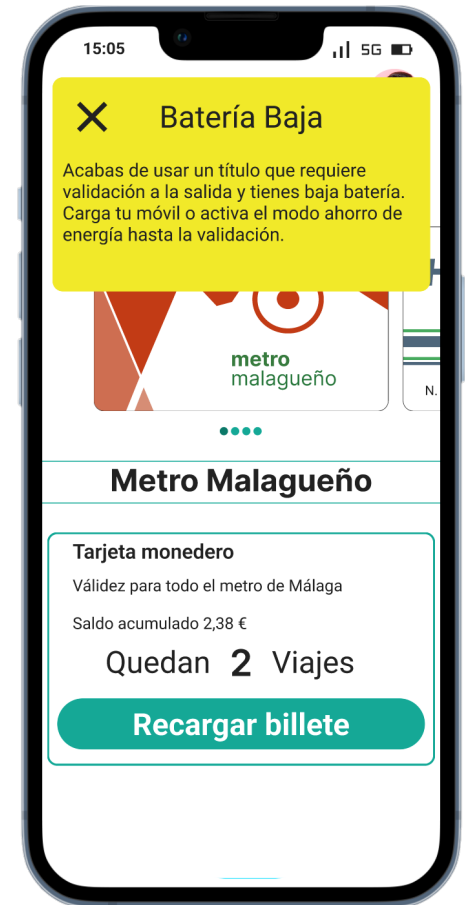 15:05
5G
Batería Baja
Acabas de usar un título que requiere
validación a la salida y tienes baja batería.
Carga tu móvil o activa el modo ahorro de
energía hasta la validación.
metro
malagueño
N.
Metro Malagueño
Tarjeta monedero
Válidez para todo el metro de Málaga
Saldo acumulado 2,38 €
Quedan 2 Viajes
Recargar billete